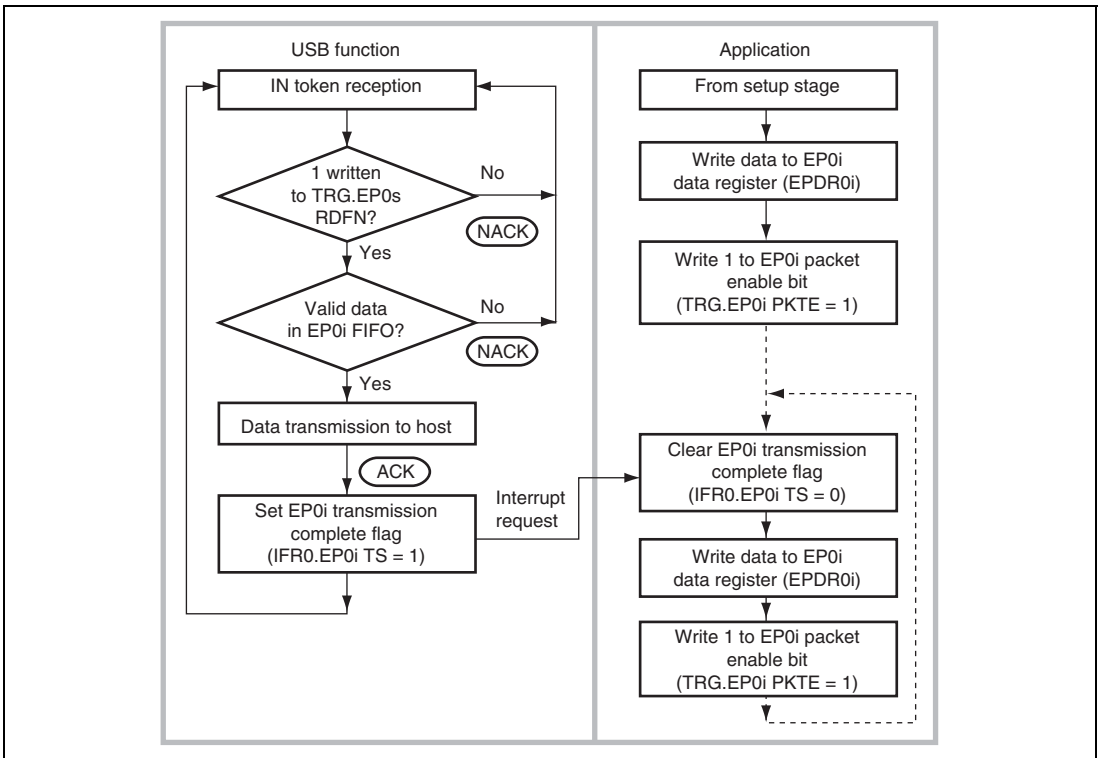 USB function
IN token reception
1 written
to TRG.EP0s
RDFN?
No
NACK
Yes
Valid data
in EP0i FIFO?
No
NACK
Yes
Data transmission to host
ACK
Set EP0i transmission
complete flag
(IFR0.EP0i TS = 1)
Interrupt
request
Application
From setup stage
Write data to EP0i
data register (EPDR0i)
Write 1 to EP0i packet
enable bit
(TRG.EP0i PKTE = 1)
Clear EP0i transmission
complete flag
(IFR0.EP0i TS = 0)
Write data to EP0i
data register (EPDR0i)
Write 1 to EP0i packet
enable bit
(TRG.EP0i PKTE = 1)